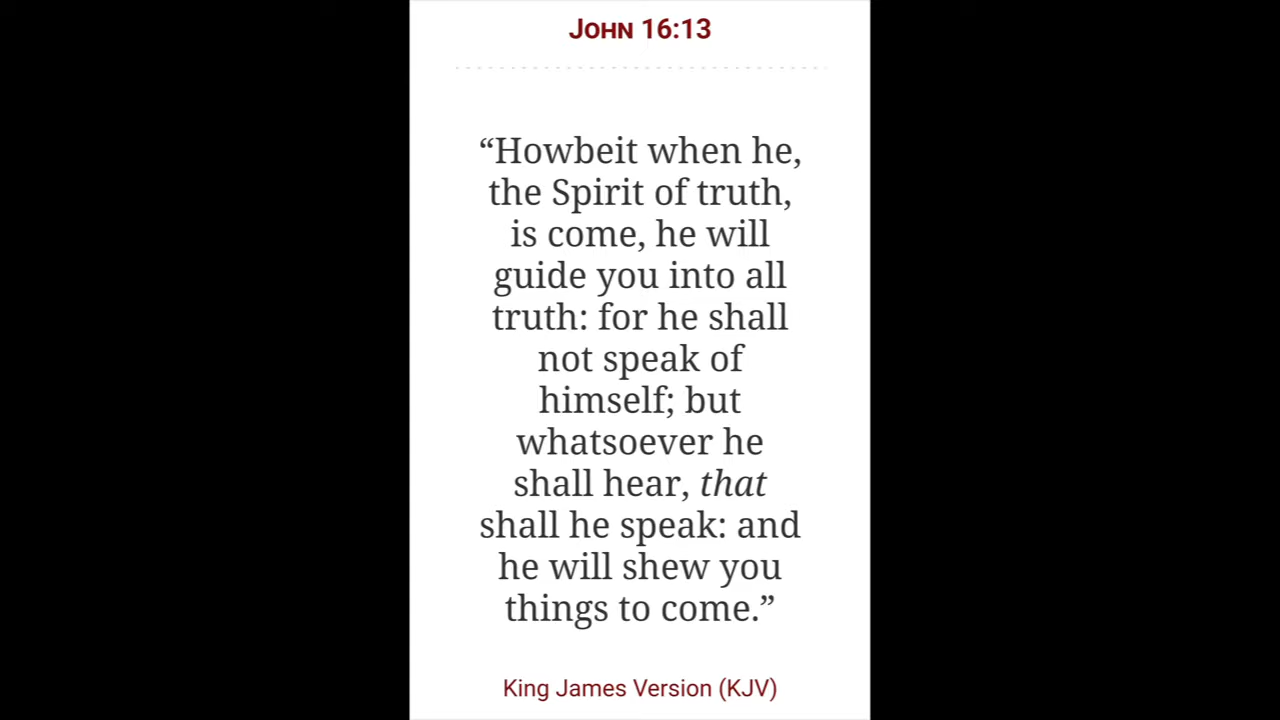 John 16:13
“Howbeit when he,
the Spirit of truth,
is come, he will
guide you into all
truth: for he shall
not speak of
himself; but
whatsoever he
shall hear, that
shall he speak: and
he will shew you
things to come.”
King James Version (KJV)